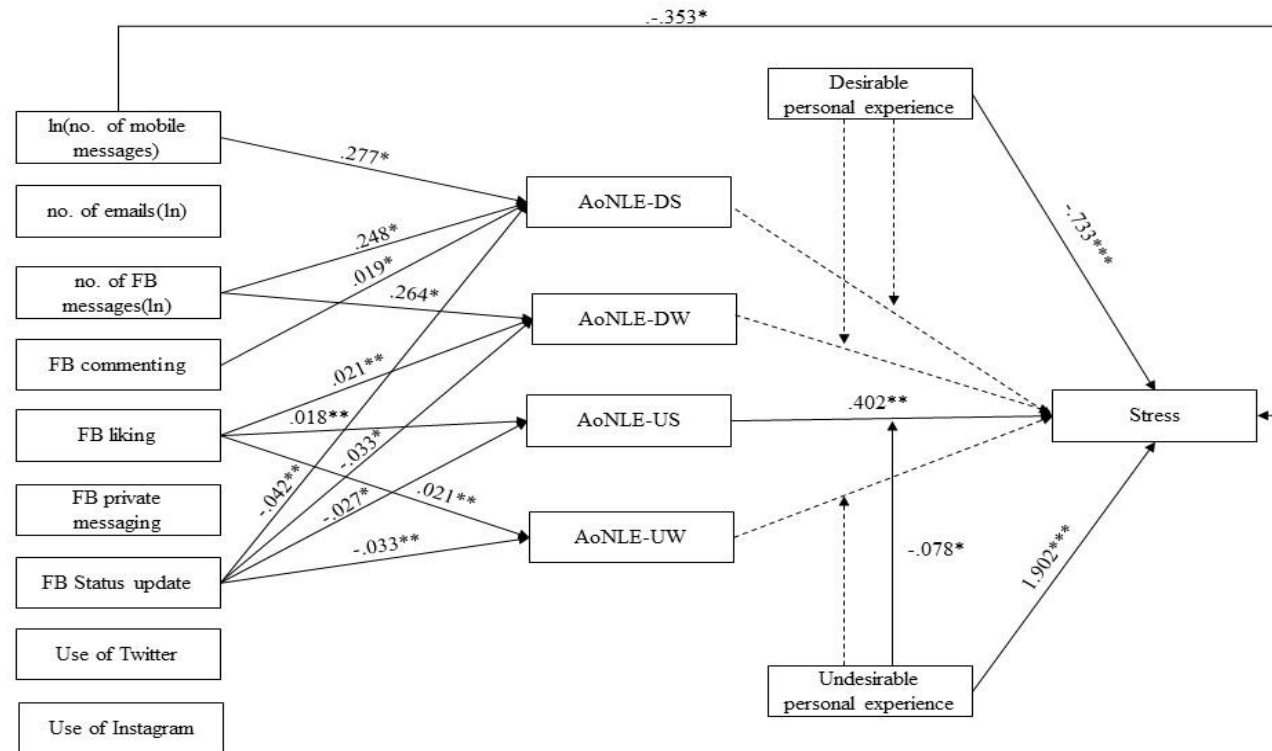 .-.353*
Desirable
personal experience
ln(no. of mobile
messages)
.277*
-.733***
no. of emails(ln)
AoNLE-DS
.248*
.019*
no. of FB
messages(ln)
.264*
AoNLE-DW
FB commenting
.021**
.402**
.018**
AoNLE-US
Stress
FB liking
-.033*
-.042**
-.027*
.021**
FB private
messaging
AoNLE-UW
-.033**
-.078*
1.902***
FB Status update
Use of Twitter
Undesirable
personal experience
Use of Instagram